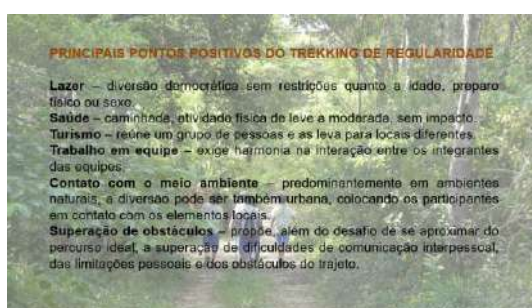 PRINCIPAIS PONTOS POSITIVOS DO TREKKING DE REGULARIDADE
Lazer – diversão democrática sem restrições quanto a idade, preparo
físico ou sexo.
Saúde – caminhada, atividade física de leve a moderada, sem impacto.
Turismo – reúne um grupo de pessoas e as leva para locais diferentes.
Trabalho em equipe – exige harmonia na interação entre os integrantes
das equipes.
Contato com o meio ambiente – predominantemente em ambientes
naturais, a diversão pode ser também urbana, colocando os participantes
em contato com os elementos locais.
Superação de obstáculos – propõe, além do desafio de se aproximar do
percurso ideal, a superação de dificuldades de comunicação interpessoal,
das limitações pessoais e dos obstáculos do trajeto.